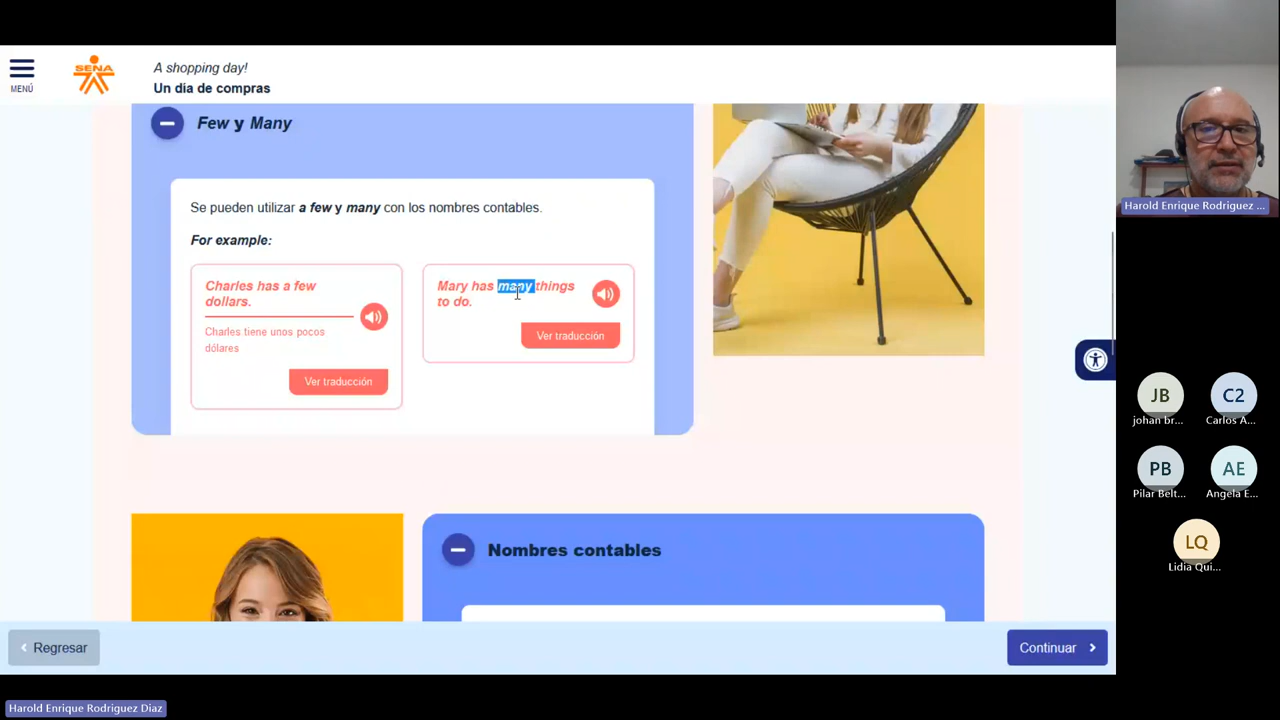 MENÚ
SENA
A shopping day!
Un dia de compras
Few y Many
Se pueden utilizar a few y many con los nombres contables.
For example:
Charles has a few
dollars.
Charles tiene unos pocos
dólares
Ver traducción
Mary has many things
to do.
Ver traducción
Nombres contables
Regresar
Continuar
Harold Enrique Rodriguez ...
JB
johan br...
C2
Carlos A...
PB
Pilar Belt...
AE
Angela E...
LQ
Lidia Qui...
Harold Enrique Rodriguez Diaz